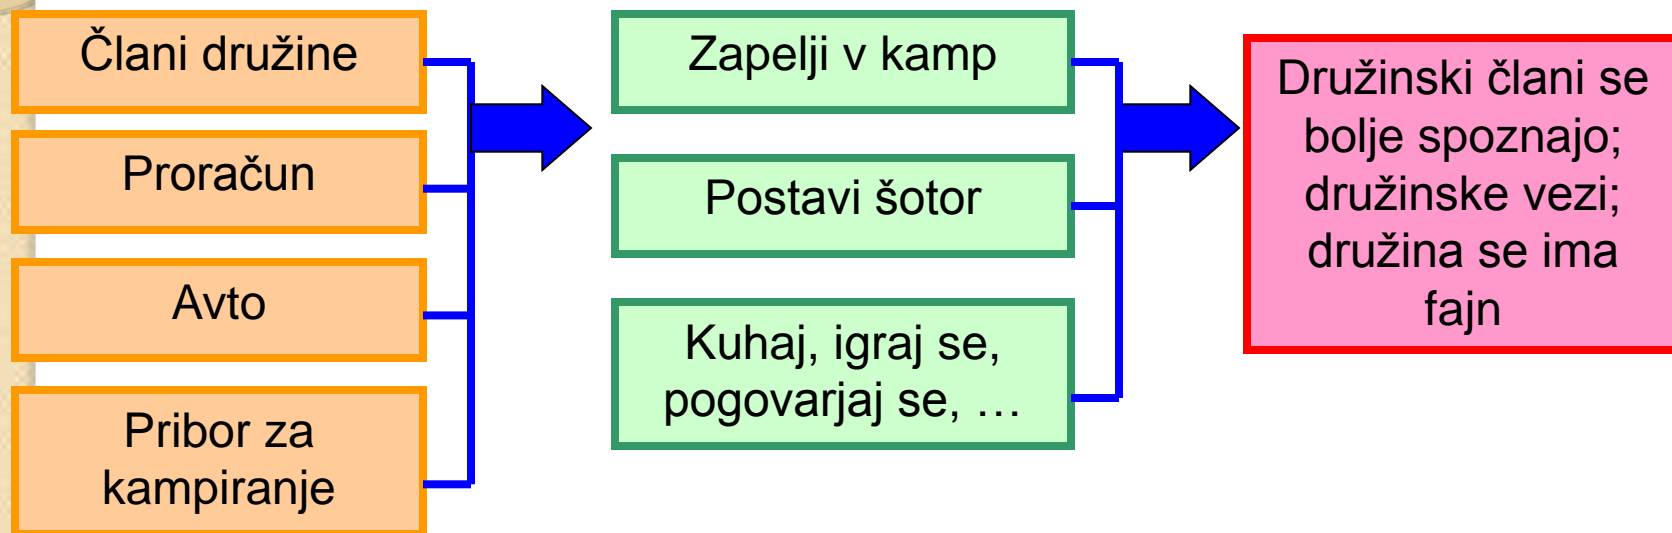 Člani družine
Proračun
Avto
Pribor za
kampiranje
Zapelji v kamp
Postavi šotor
Kuhaj, igraj se,
pogovarjaj se, …
Družinski člani se
bolje spoznajo;
družinske vezi;
družina se ima
fajn